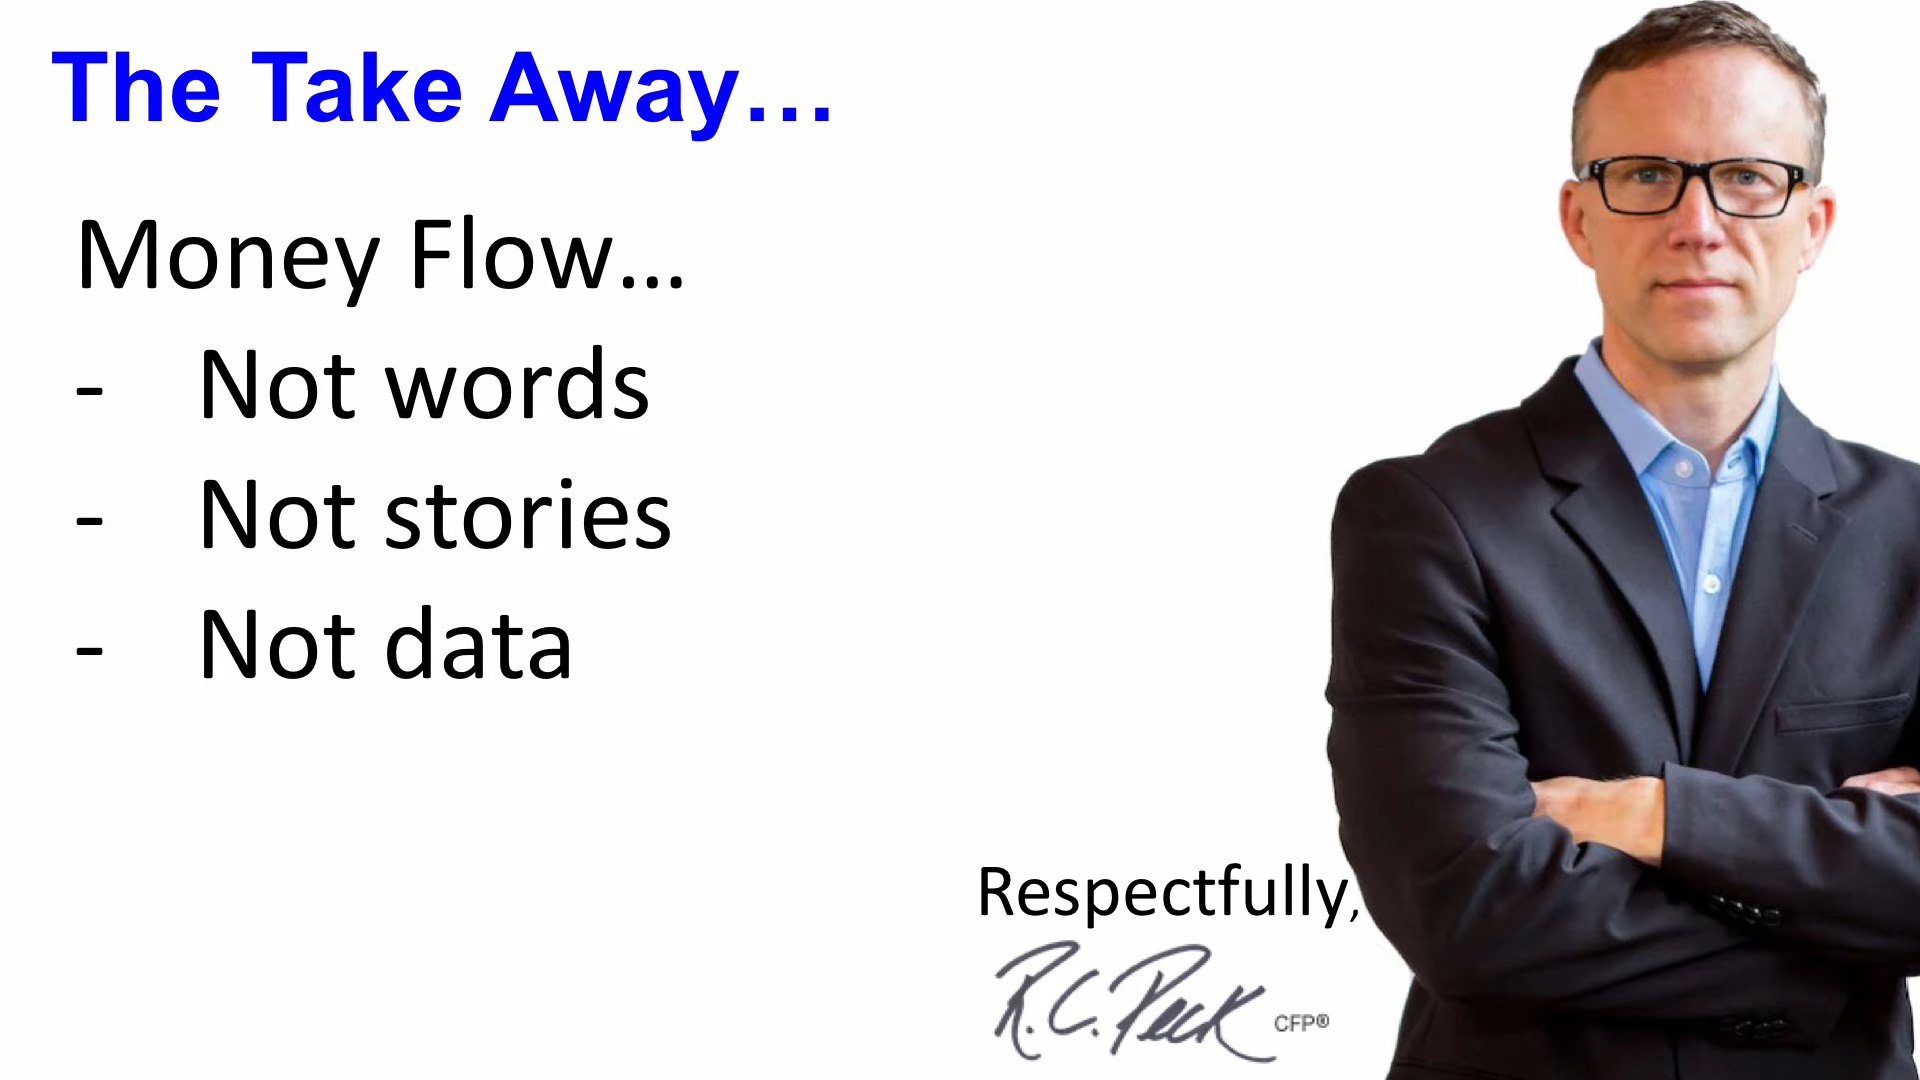 The Take Away…
Money Flow…
- Not words
- Not stories
- Not data
Respectfully,
R.C. Peck CFP®